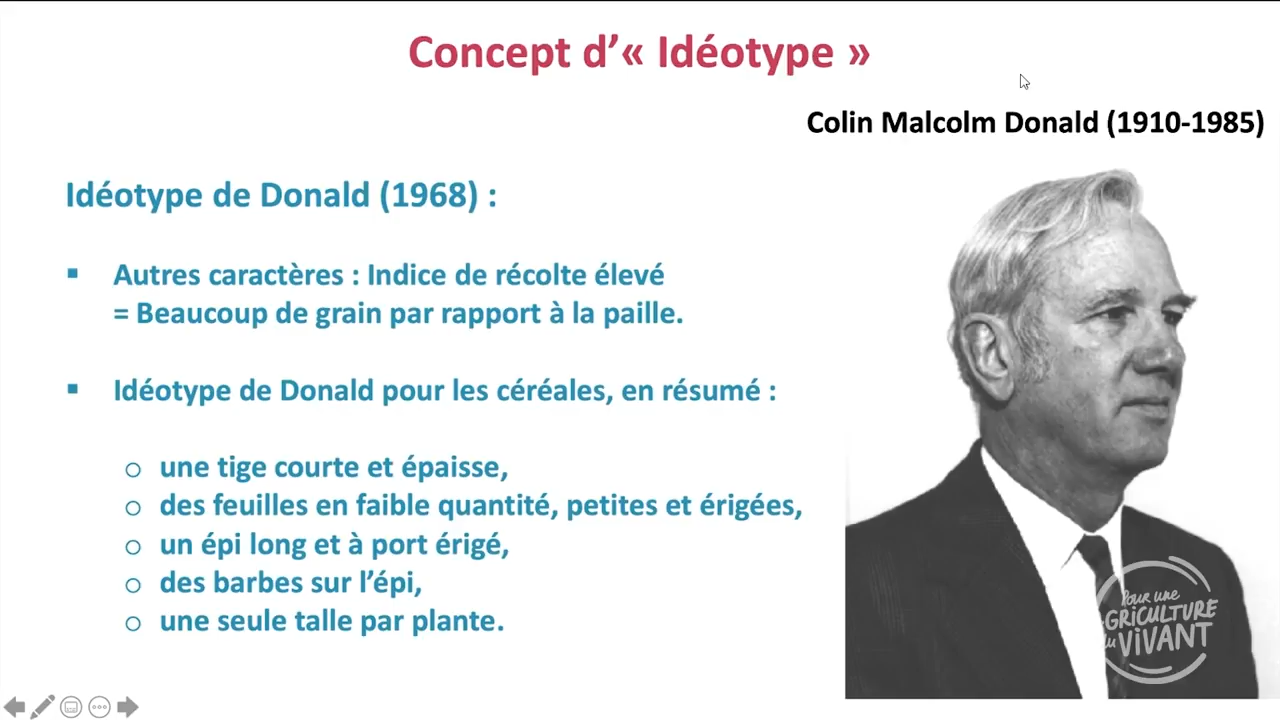 Concept d’« Idéotype »
Colin Malcolm Donald (1910-1985)
Idéotype de Donald (1968) :
▪ Autres caractères : Indice de récolte élevé
= Beaucoup de grain par rapport à la paille.
▪ Idéotype de Donald pour les céréales, en résumé :
o une tige courte et épaisse,
o des feuilles en faible quantité, petites et érigées,
o un épi long et à port érigé,
o des barbes sur l’épi,
o une seule talle par plante.
Pour une
AGRICULTURE
du VIVANT